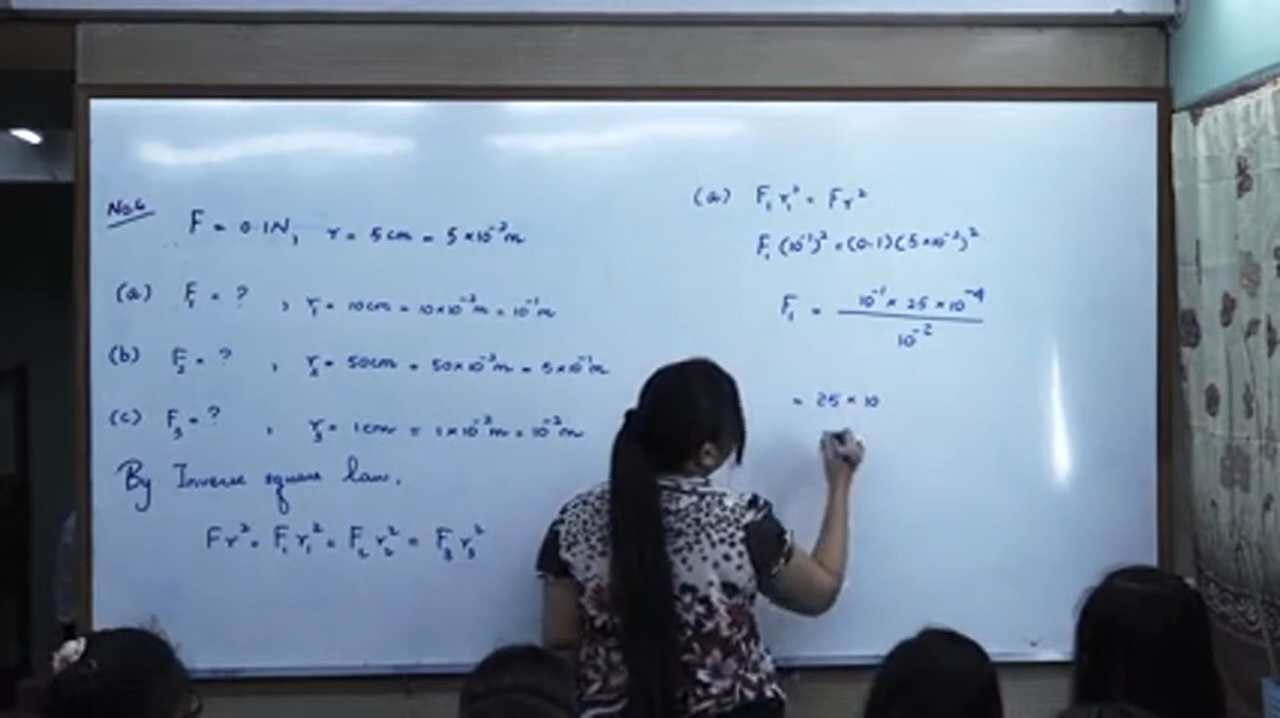 No.6
F = 0.1N, r = 5cm = 5×10⁻²m
(a) F₁ = ?, r₁ = 10cm = 10×10⁻²m = 10⁻¹m
(b) F₂ = ?, r₂ = 50cm = 50×10⁻²m = 5×10⁻¹m
(c) F₃ = ?, r₃ = 1cm = 1×10⁻²m = 10⁻²m
By Inverse square law,
Fr² = F₁r₁² = F₂r₂² = F₃r₃²
(a) F₁r₁² = Fr²
F₁(10⁻¹)² = (0.1)(5×10⁻²)²
F₁ = 10⁻¹ × 25 × 10⁻⁴
10⁻²
= 25 × 10